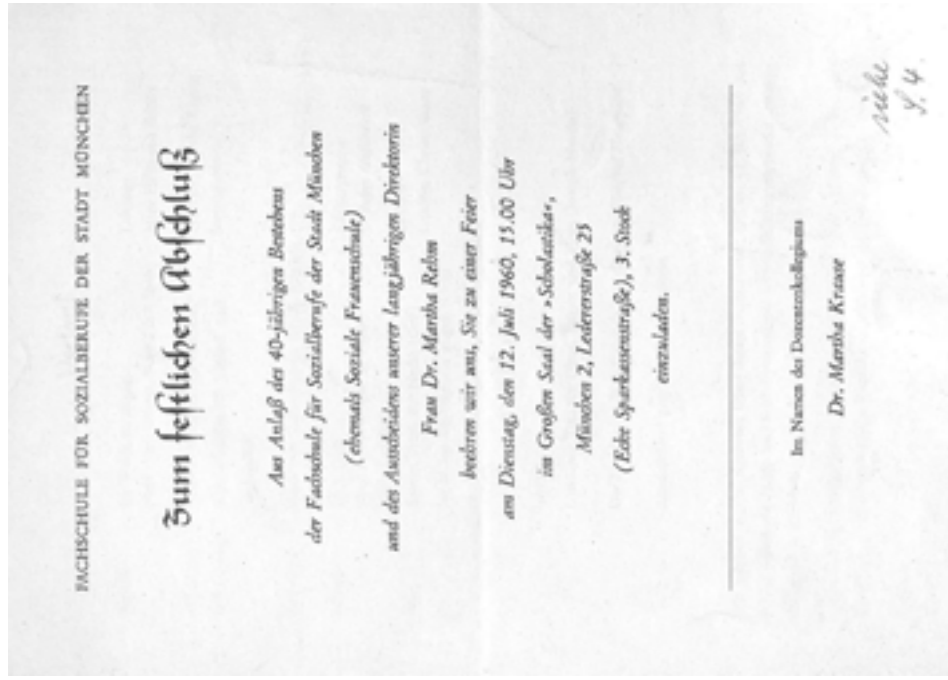 FACHSCHULE FÜR SOZIALBERUFE DER STADT MÜNCHEN
Zum festlichen Abschluß
Aus Anlaß des 40-jährigen Bestehens
der Fachschule für Sozialberufe der Stadt München
(ehemals Soziale Frauenschule)
und des Ausscheidens unserer langjährigen Direktorin
Frau Dr. Martha Rehm
beehren wir uns, Sie zu einer Feier
am Dienstag, den 12. Juli 1960, 15.00 Uhr
im Großen Saal der »Scholastika«,
München 2, Ledererstraße 25
(Ecke Sparkassenstraße), 3. Stock
einzuladen.
Im Namen des Dozentenkollegiums
Dr. Martha Krause
siehe
S. 4